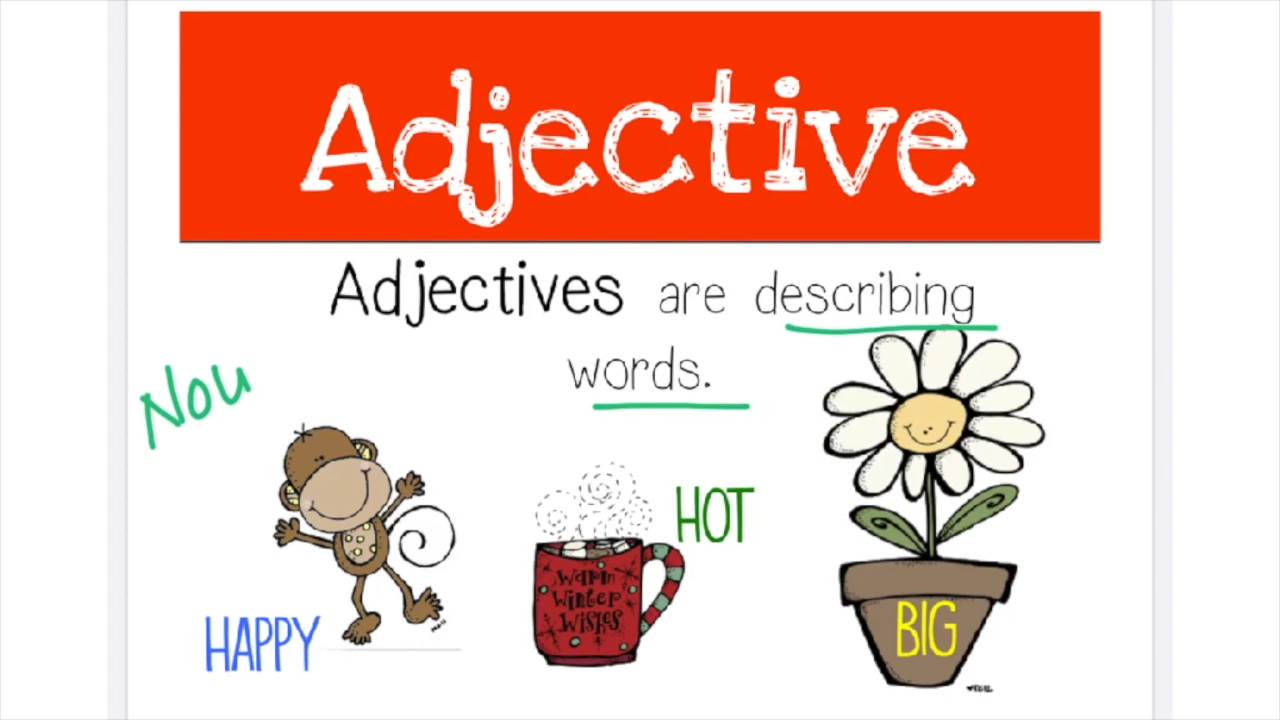 Adjective
Adjectives are describing
words.
Nou
HOT
warm
winter
wishes
HAPPY
BIG